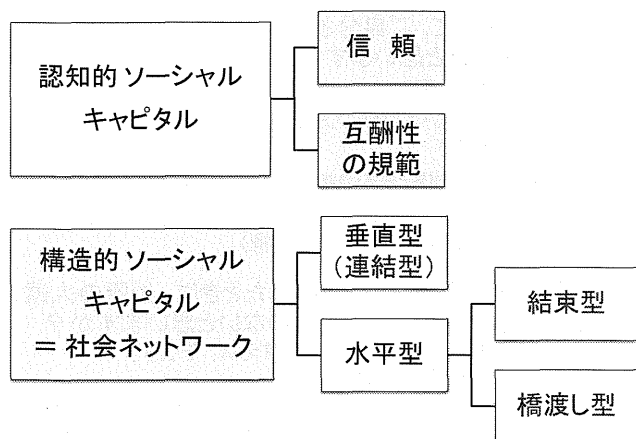 認知的 ソーシャル
キャピタル
信 頼
互酬性
の規範
構造的 ソーシャル
キャピタル
＝ 社会ネットワーク
垂直型
（連結型）
水平型
結束型
橋渡し型